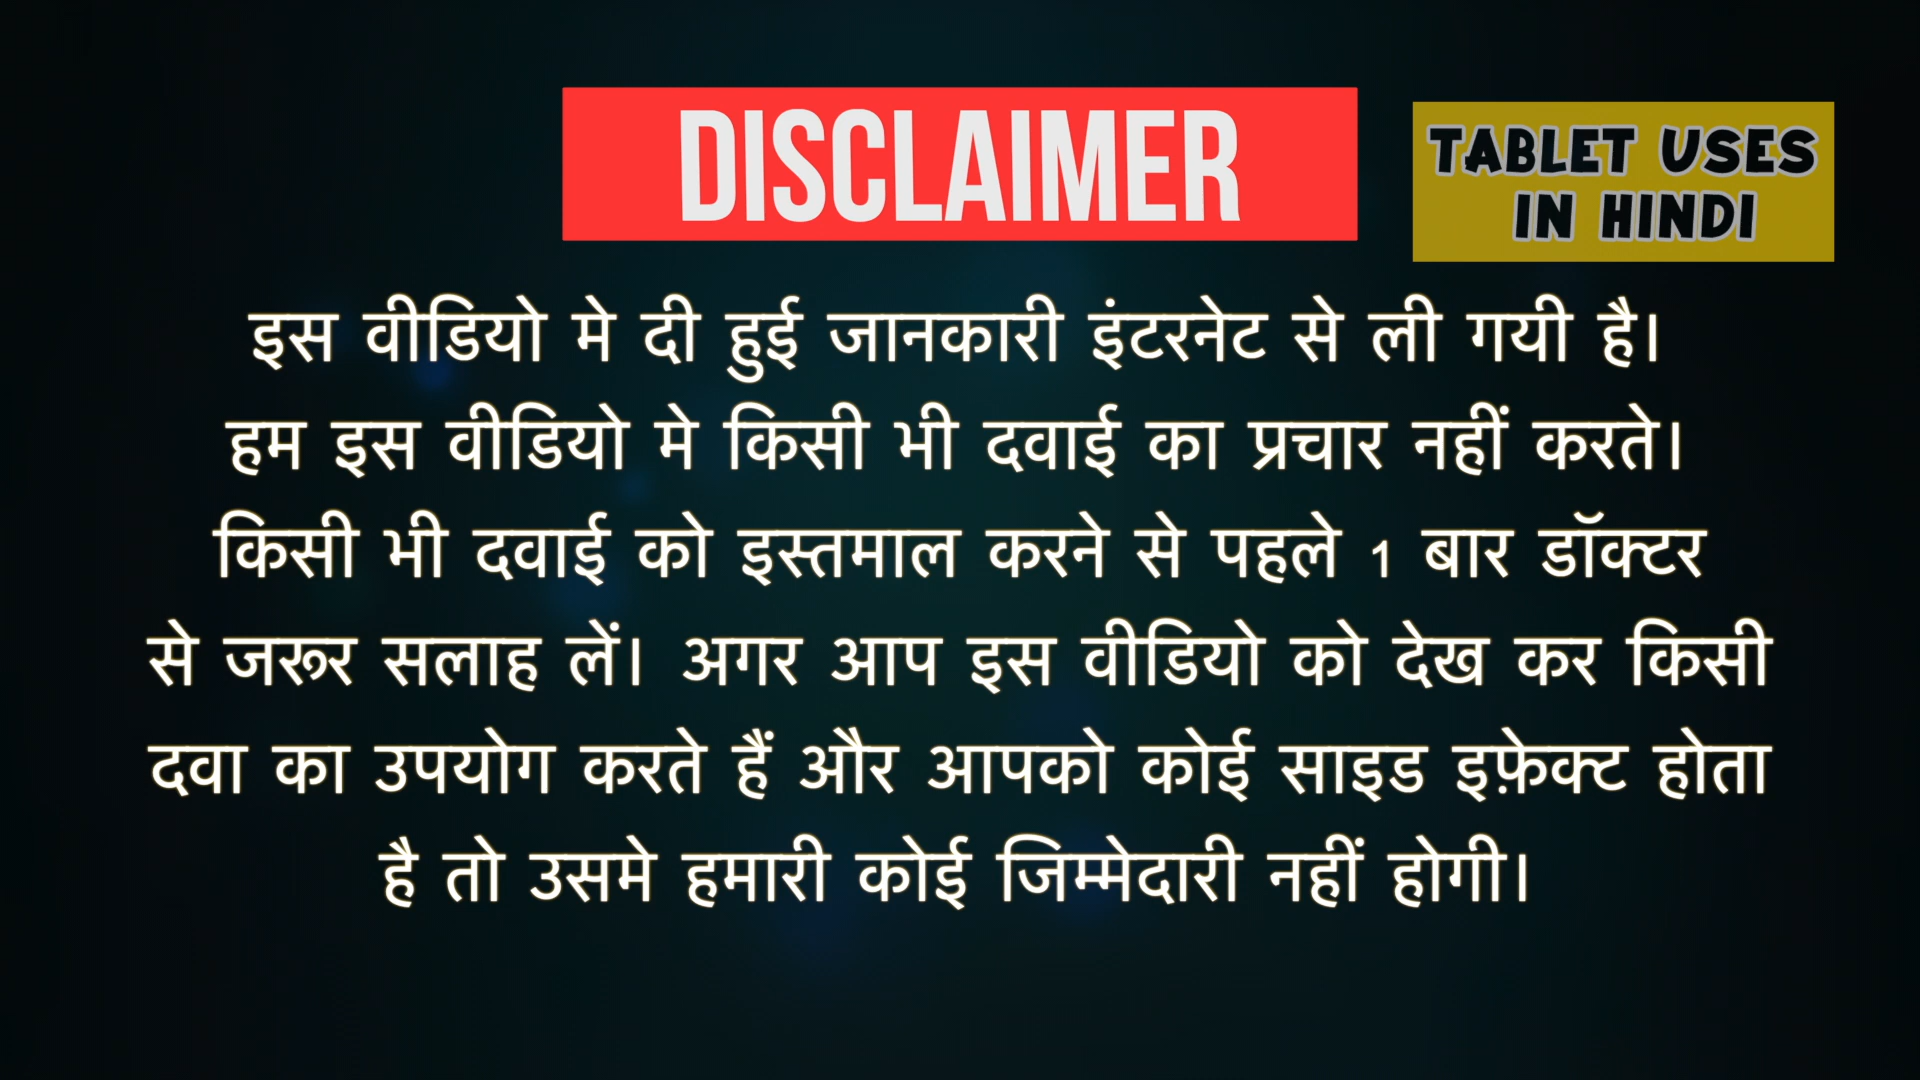 DISCLAIMER
TABLET USES
IN HINDI
इस वीडियो मे दी हुई जानकारी इंटरनेट से ली गयी है।
हम इस वीडियो मे किसी भी दवाई का प्रचार नहीं करते।
किसी भी दवाई को इस्तमाल करने से पहले 1 बार डॉक्टर
से जरूर सलाह लें। अगर आप इस वीडियो को देख कर किसी
दवा का उपयोग करते हैं और आपको कोई साइड इफ़ेक्ट होता
है तो उसमे हमारी कोई जिम्मेदारी नहीं होगी।